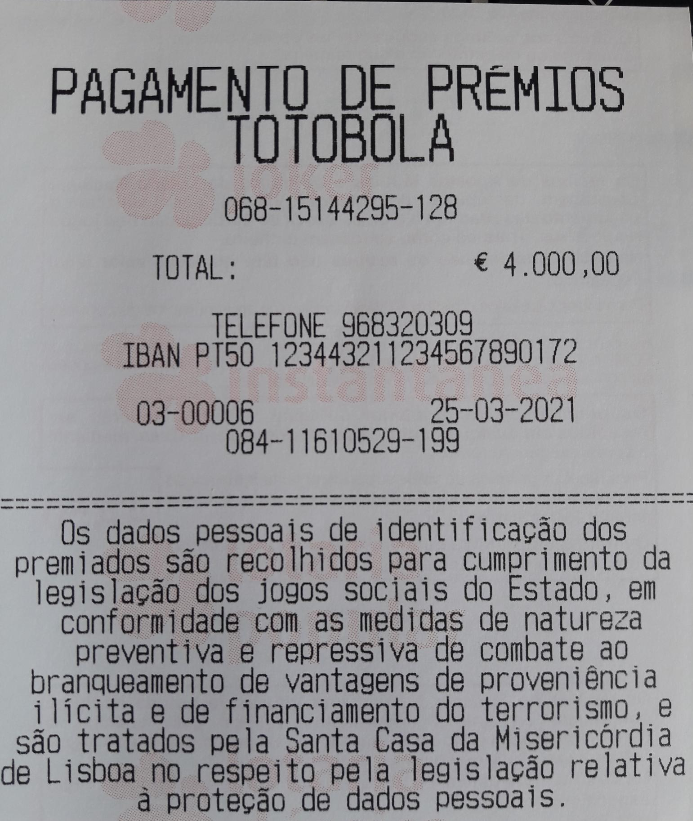 PAGAMENTO DE PRÉMIOS
TOTOBOLA
joker
068-15144295-128
TOTAL: € 4.000,00
TELEFONE 968320309
IBAN PT50 123443211234567890172
instantânea
03-00006 25-03-2021
084-11610529-199
Os dados pessoais de identificação dos
premiados são recolhidos para cumprimento da
legislação dos jogos sociais do Estado, em
conformidade com as medidas de natureza
preventiva e repressiva de combate ao
branqueamento de vantagens de proveniência
ilícita e de financiamento do terrorismo, e
são tratados pela Santa Casa da Misericórdia
de Lisboa no respeito pela legislação relativa
à proteção de dados pessoais.